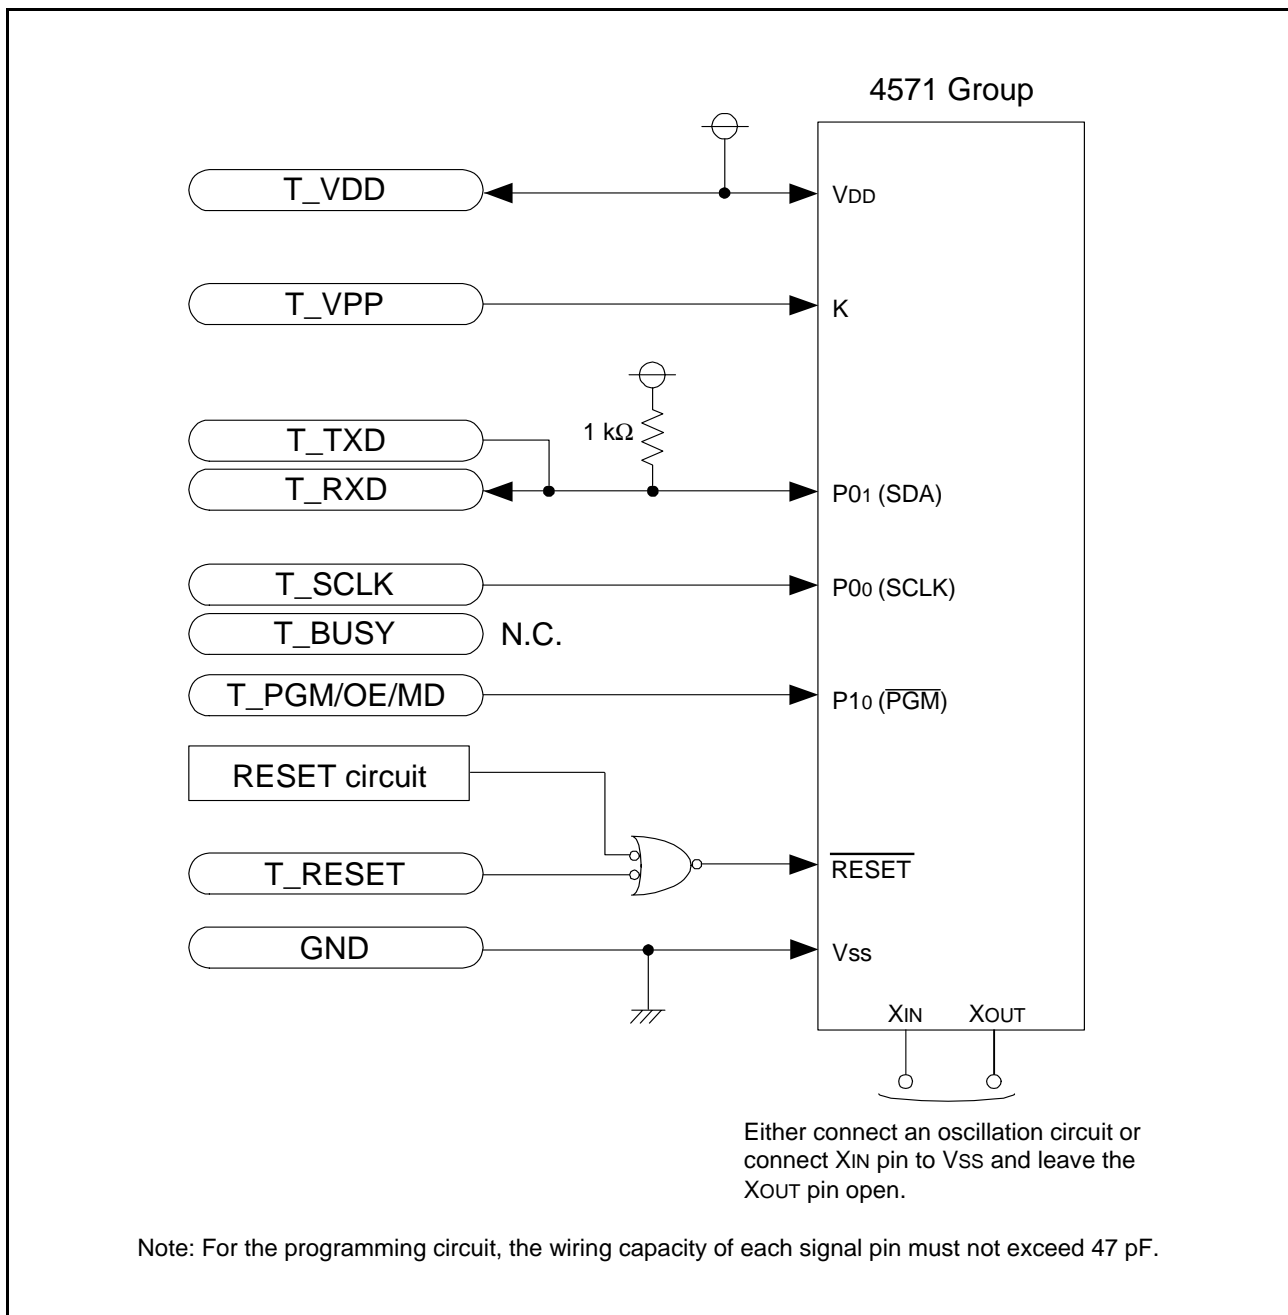 4571 Group
T_VDD
VDD
T_VPP
K
T_TXD
1 kΩ
T_RXD
P01 (SDA)
T_SCLK
P00 (SCLK)
T_BUSY N.C.
T_PGM/OE/MD
P10 (PGM)
RESET circuit
T_RESET
RESET
GND
Vss
XIN XOUT
Either connect an oscillation circuit or
connect XIN pin to VSS and leave the
XOUT pin open.
Note: For the programming circuit, the wiring capacity of each signal pin must not exceed 47 pF.